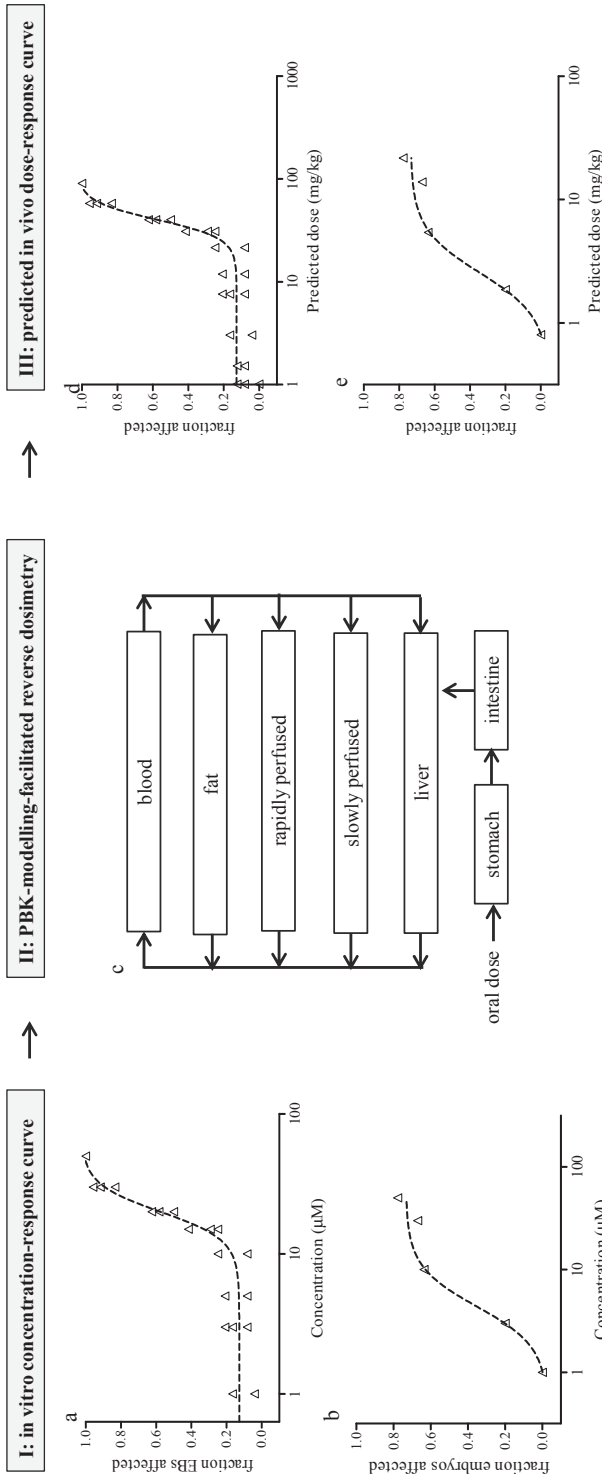 I: in vitro concentration-response curve
II: PBK-modelling-facilitated reverse dosimetry
III: predicted in vivo dose-response curve
a
fraction EBs affected
1.0
0.8
0.6
0.4
0.2
0.0
1
10
100
Concentration (µM)
b
fraction embryos affected
1.0
0.8
0.6
0.4
0.2
0.0
1
10
100
Concentration (µM)
c
blood
fat
rapidly perfused
slowly perfused
liver
stomach
intestine
oral dose
d
fraction affected
1.0
0.8
0.6
0.4
0.2
0.0
1
10
100
1000
Predicted dose (mg/kg)
e
fraction affected
1.0
0.8
0.6
0.4
0.2
0.0
1
10
100
Predicted dose (mg/kg)